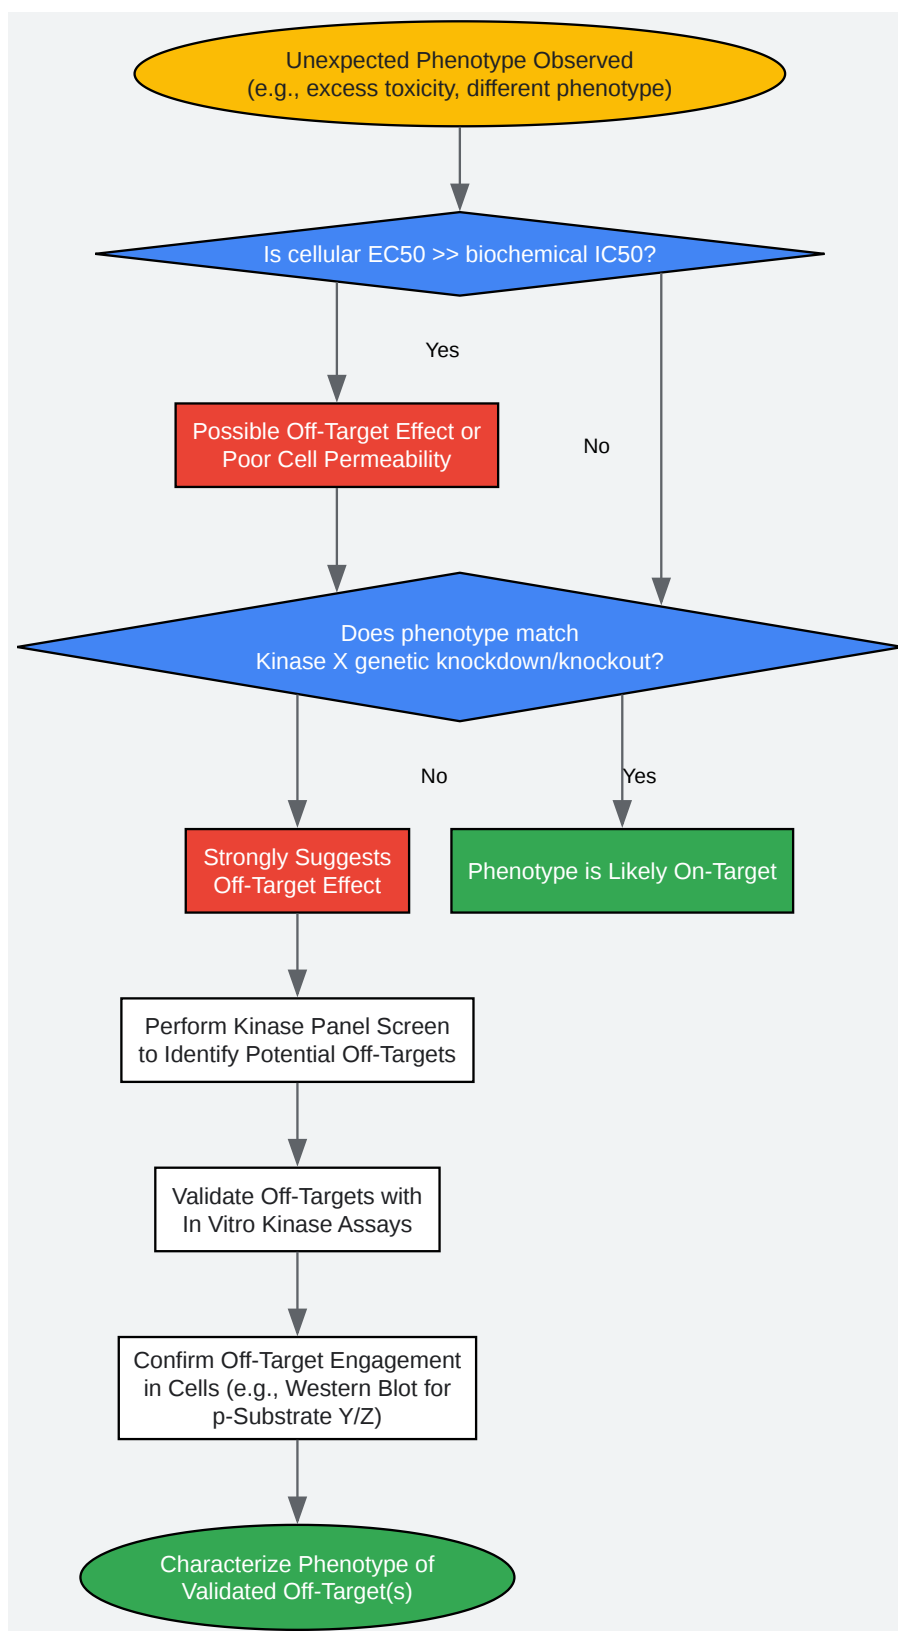 Unexpected Phenotype Observed
(e.g., excess toxicity, different phenotype)
Is cellular EC50 >> biochemical IC50?
Yes
Possible Off-Target Effect or
Poor Cell Permeability
No
Does phenotype match
Kinase X genetic knockdown/knockout?
No
Yes
Strongly Suggests
Off-Target Effect
Phenotype is Likely On-Target
Perform Kinase Panel Screen
to Identify Potential Off-Targets
Validate Off-Targets with
In Vitro Kinase Assays
Confirm Off-Target Engagement
in Cells (e.g., Western Blot for
p-Substrate Y/Z)
Characterize Phenotype of
Validated Off-Target(s)